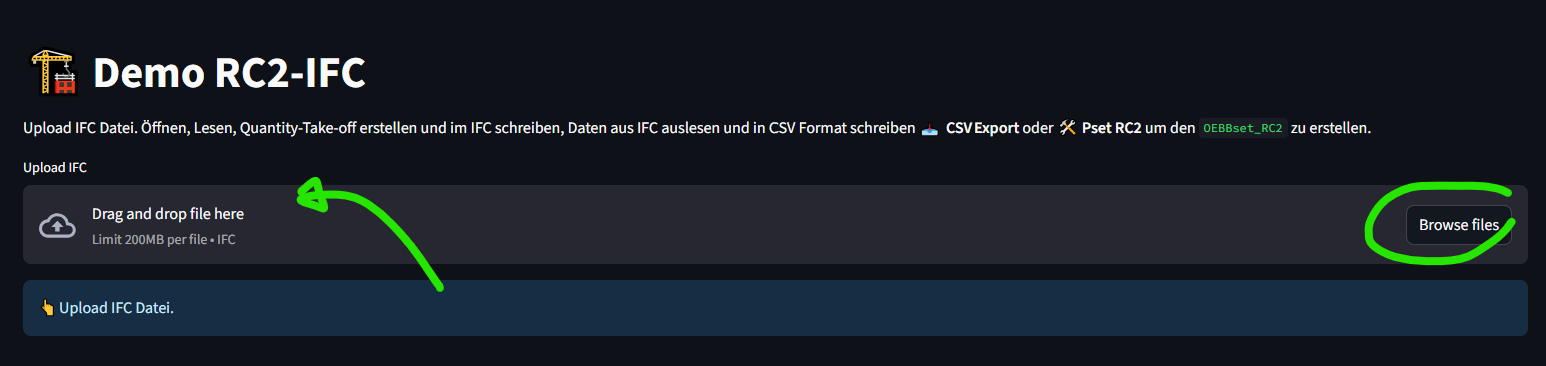 Demo RC2-IFC
Upload IFC Datei. Öffnen, Lesen, Quantity-Take-off erstellen und im IFC schreiben, Daten aus IFC auslesen und in CSV Format schreiben CSV Export oder Pset RC2 um den OEBBset_RC2 zu erstellen.
Upload IFC
Drag and drop file here
Limit 200MB per file • IFC
Browse files
Upload IFC Datei.